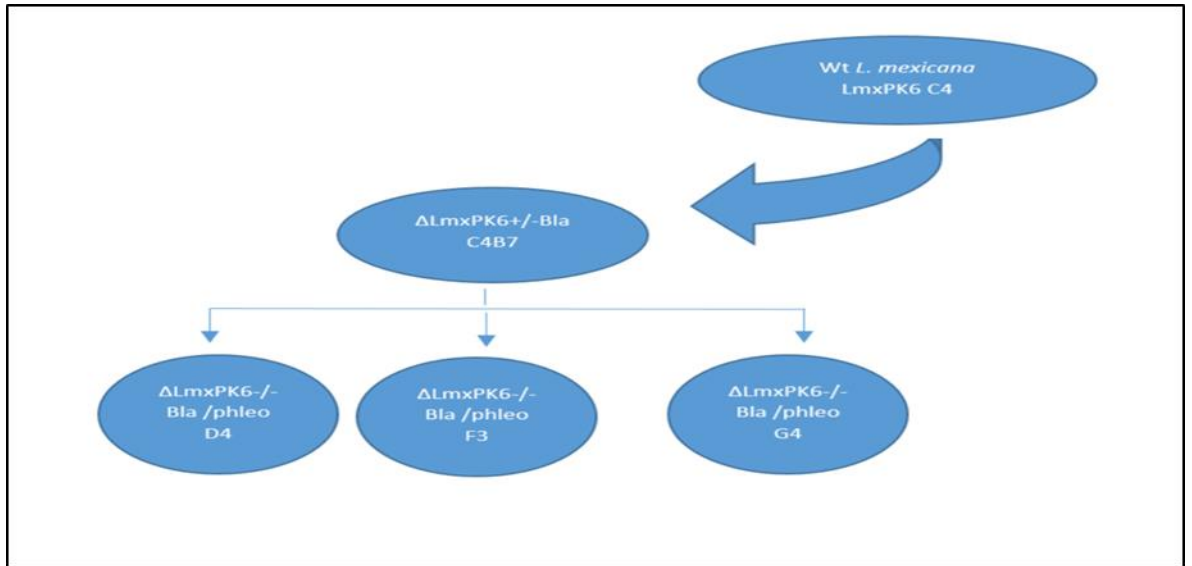 Wt L. mexicana
LmxPK6 C4
ΔLmxPK6+/-Bla
C4B7
ΔLmxPK6-/-
Bla /phleo
D4
ΔLmxPK6-/-
Bla /phleo
F3
ΔLmxPK6-/-
Bla /phleo
G4